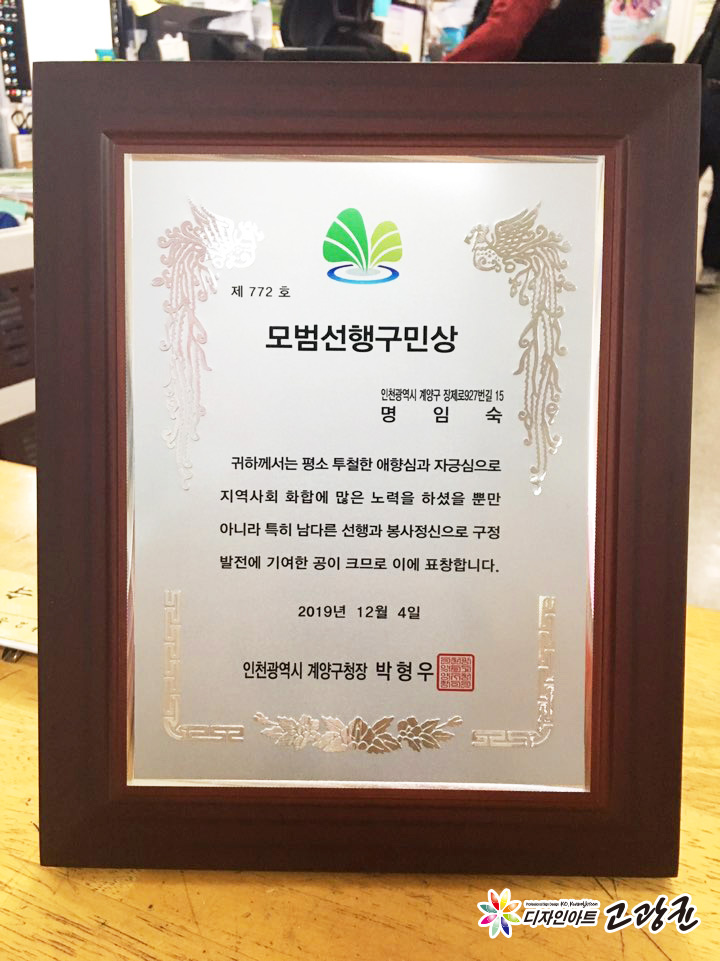 제 772 호
모범선행구민상
인천광역시 계양구 장제로927번길 15
명 임 숙
귀하께서는 평소 투철한 애향심과 자긍심으로
지역사회 화합에 많은 노력을 하셨을 뿐만
아니라 특히 남다른 선행과 봉사정신으로 구정
발전에 기여한 공이 크므로 이에 표창합니다.
2019년 12월 4일
인천광역시 계양구청장 박형우
디자인아트 고광권